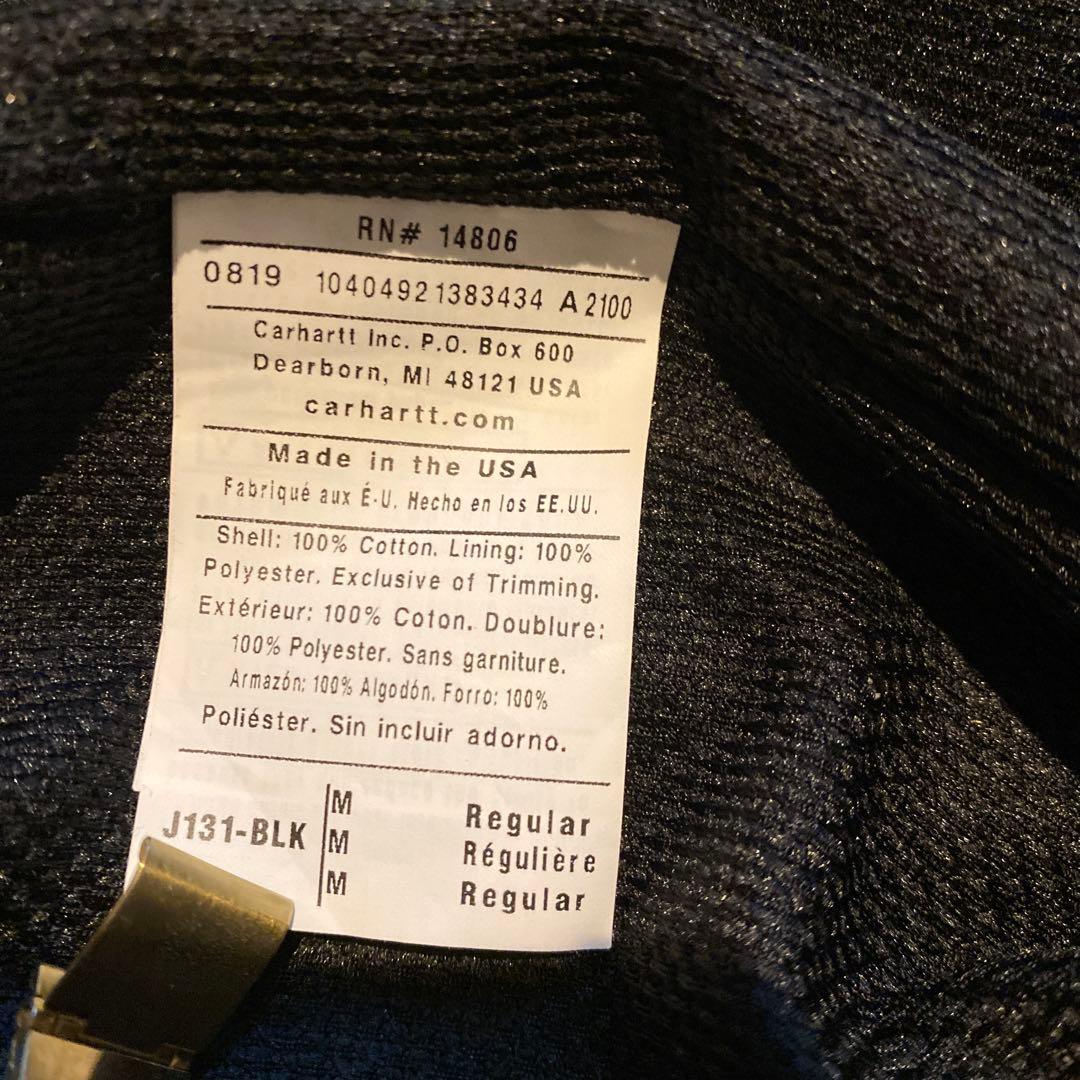 RN# 14806
0819 10404921383434 A 2100
Carhartt Inc. P.O. Box 600
Dearborn, MI 48121 USA
carhartt.com
Made in the USA
Fabriqué aux É-U. Hecho en los EE.UU.
Shell: 100% Cotton. Lining: 100%
Polyester. Exclusive of Trimming.
Extérieur: 100% Coton. Doublure:
100% Polyester. Sans garniture.
Armazón: 100% Algodón. Forro: 100%
Poliéster. Sin incluir adorno.
J131-BLK
M Regular
M Régulière
M Regular